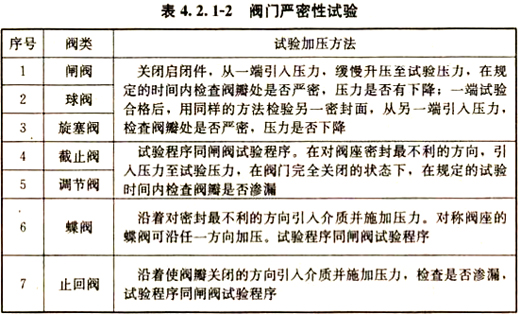 表 4.2.1-2 阀门严密性试验
序号 阀类 试验加压方法
1 闸阀
2 球阀
3 旋塞阀
关闭启闭件，从一端引入压力，缓慢升压至试验压力，在规
定的时间内检查阀瓣处是否严密，压力是否有下降；一端试验
合格后，用同样的方法检验另一密封面，从另一端引入压力，
检查阀瓣处是否严密，压力是否下降
4 截止阀
5 调节阀
试验程序同闸阀试验程序。在对阀座密封最不利的方向，引
入压力至试验压力，在阀门完全关闭的状态下，在规定的试验
时间内检查阀瓣是否渗漏
6 蝶阀
沿着对密封最不利的方向引入介质并施加压力。对称阀座的
蝶阀可沿任一方向加压。试验程序同闸阀试验程序
7 止回阀
沿着使阀瓣关闭的方向引入介质并施加压力，检查是否渗漏，
试验程序同闸阀试验程序